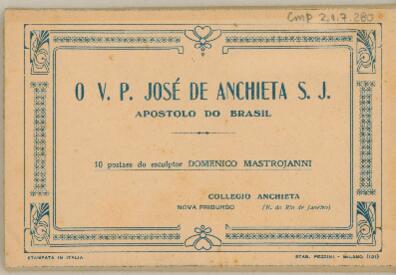 Cmp 2.1.7.280
O V. P. JOSÉ DE ANCHIETA S. J.
APOSTOLO DO BRASIL
10 postaes do esculptor DOMENICO MASTROJANNI
COLLEGIO ANCHIETA
NOVA FRIBURGO (E. do Rio de Janeiro)
STAMPATA IN ITALIA
STAB. PEZZINI - MILANO (131)